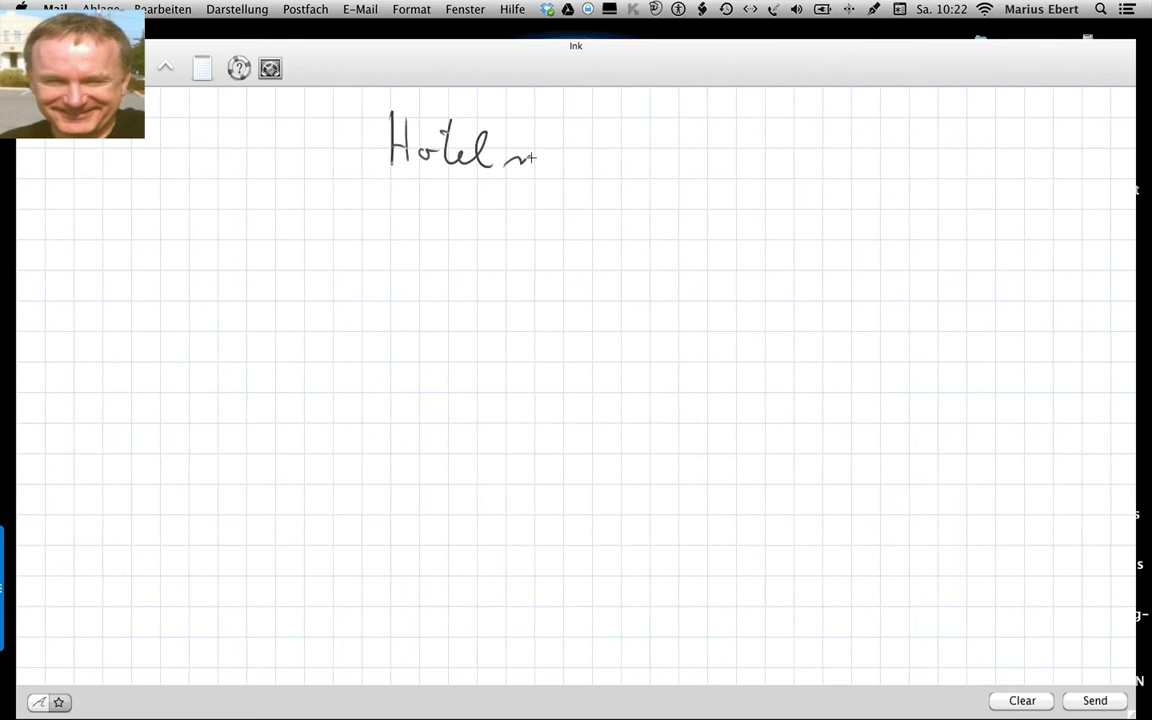 Mail Ablage Bearbeiten Darstellung Postfach E-Mail Format Fenster Hilfe Sa. 10:22 Marius Ebert
Ink
Hotel
Clear Send